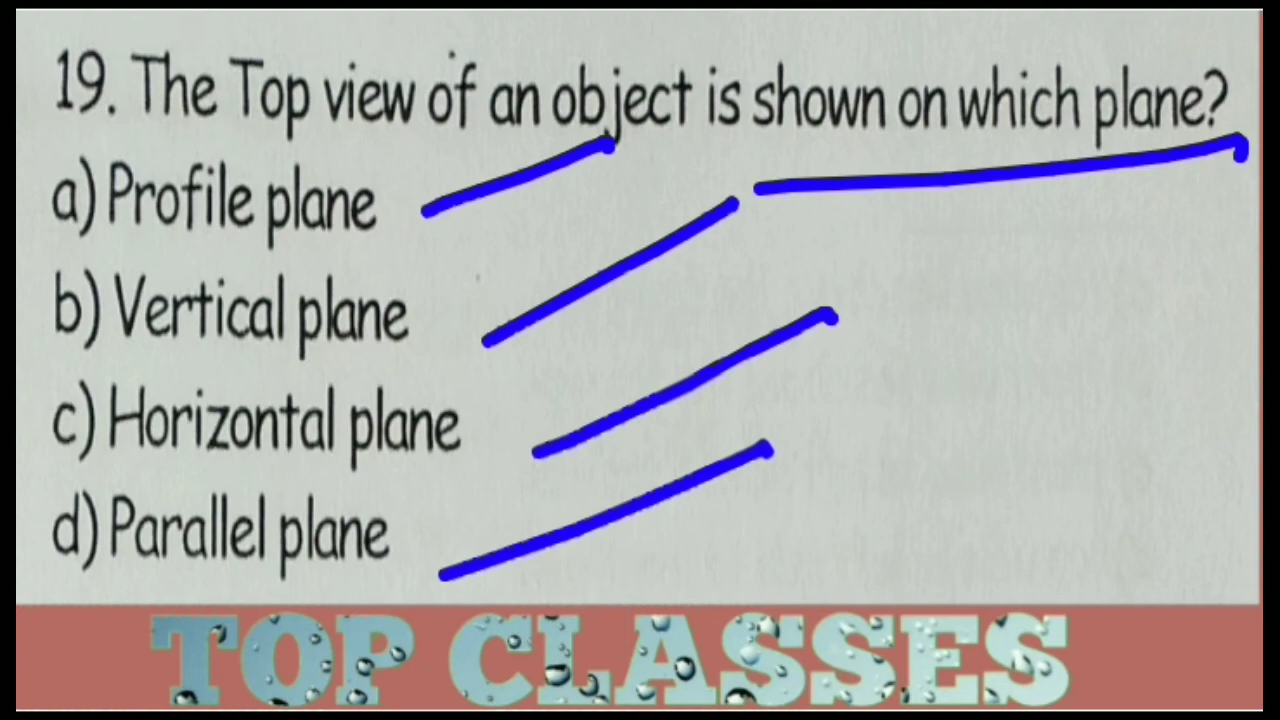 19. The Top view of an object is shown on which plane?
a) Profile plane
b) Vertical plane
c) Horizontal plane
d) Parallel plane
TOP CLASSES